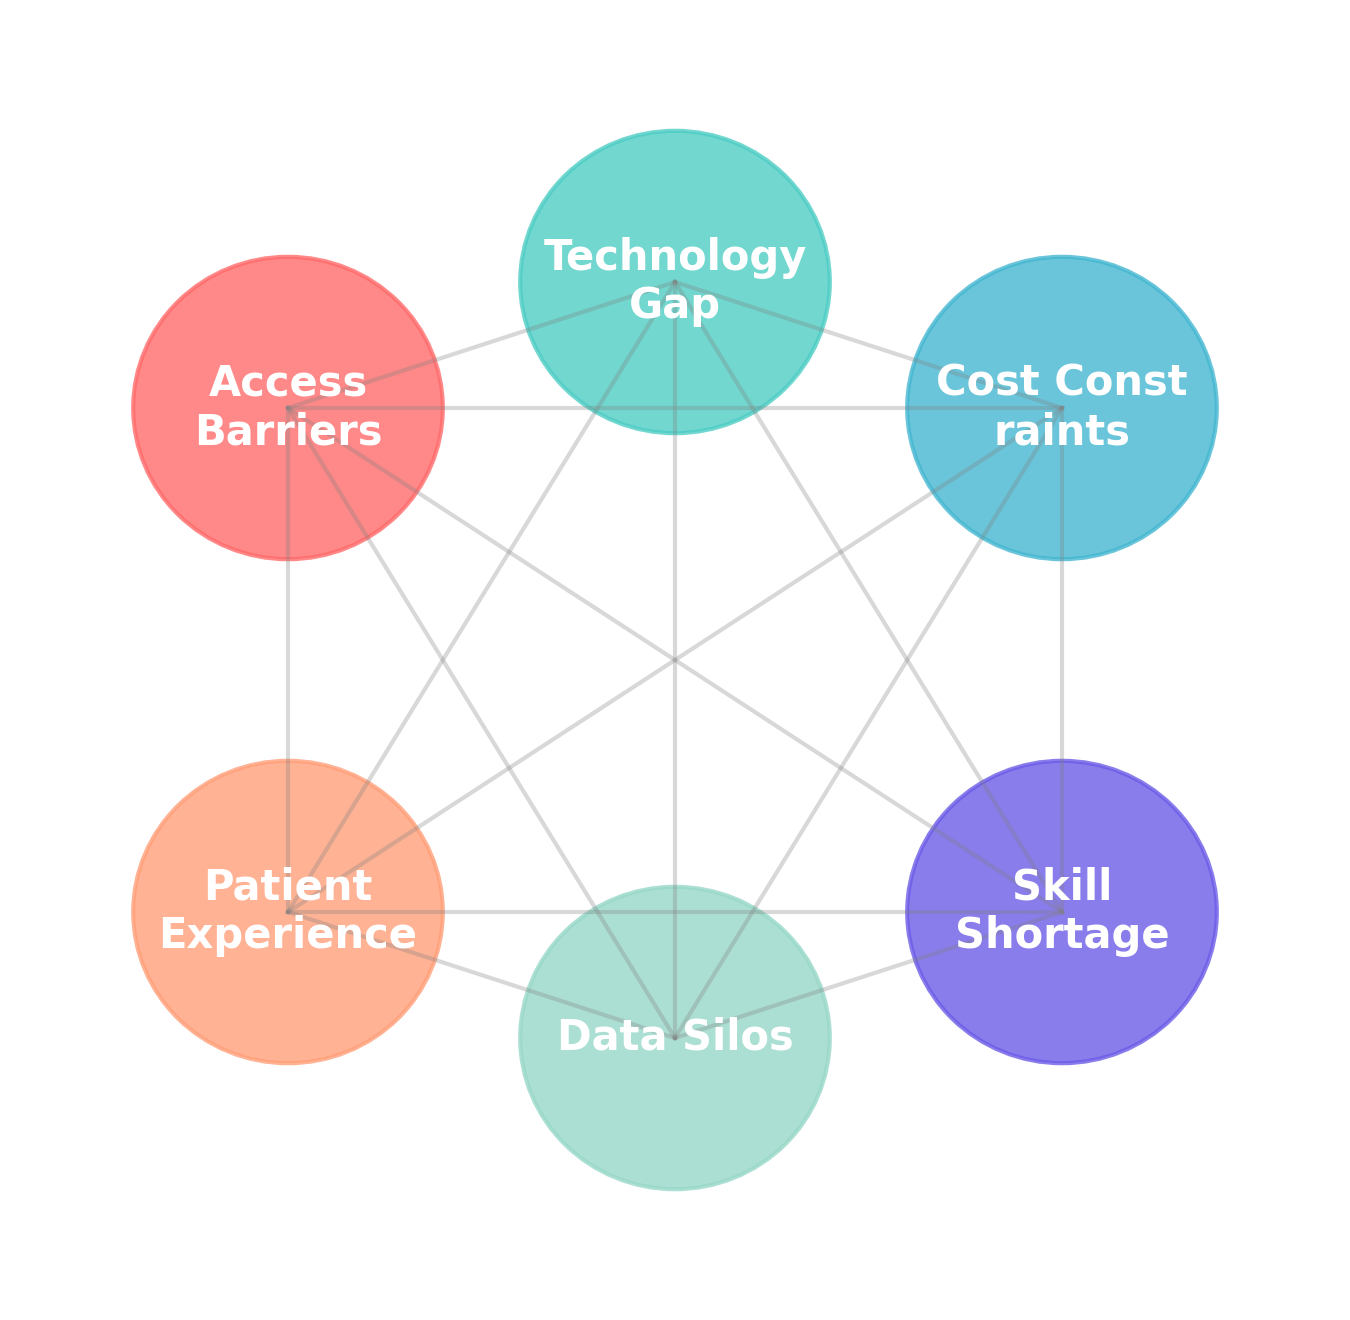 Technology
Gap
Access
Barriers
Cost Const
raints
Patient
Experience
Skill
Shortage
Data Silos